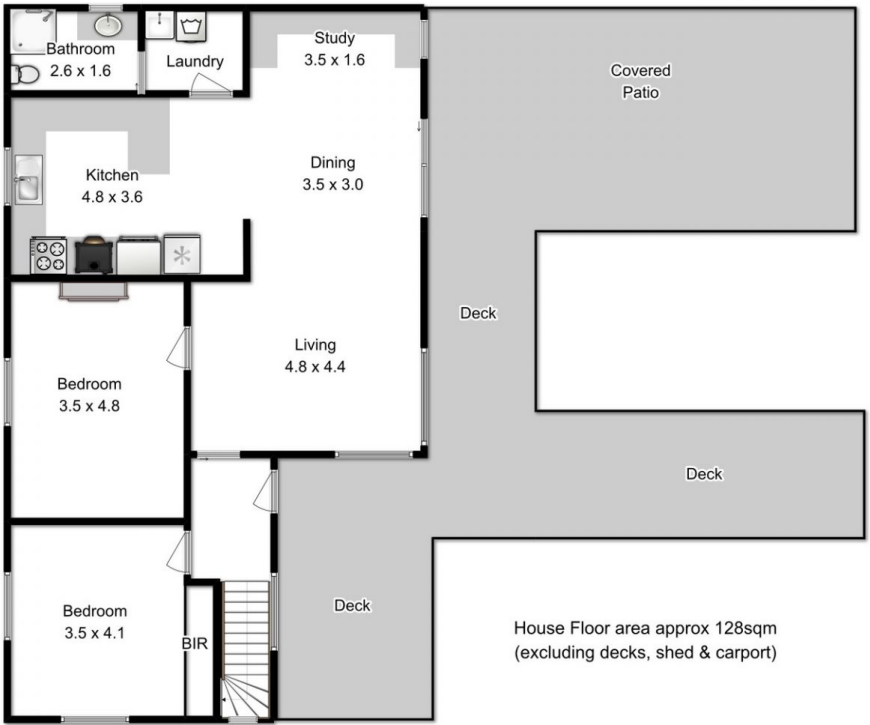 Bathroom
2.6 x 1.6
Laundry
Study
3.5 x 1.6
Covered
Patio
Kitchen
4.8 x 3.6
Dining
3.5 x 3.0
Deck
Living
4.8 x 4.4
Bedroom
3.5 x 4.8
Deck
Bedroom
3.5 x 4.1
BIR
Deck
House Floor area approx 128sqm
(excluding decks, shed & carport)